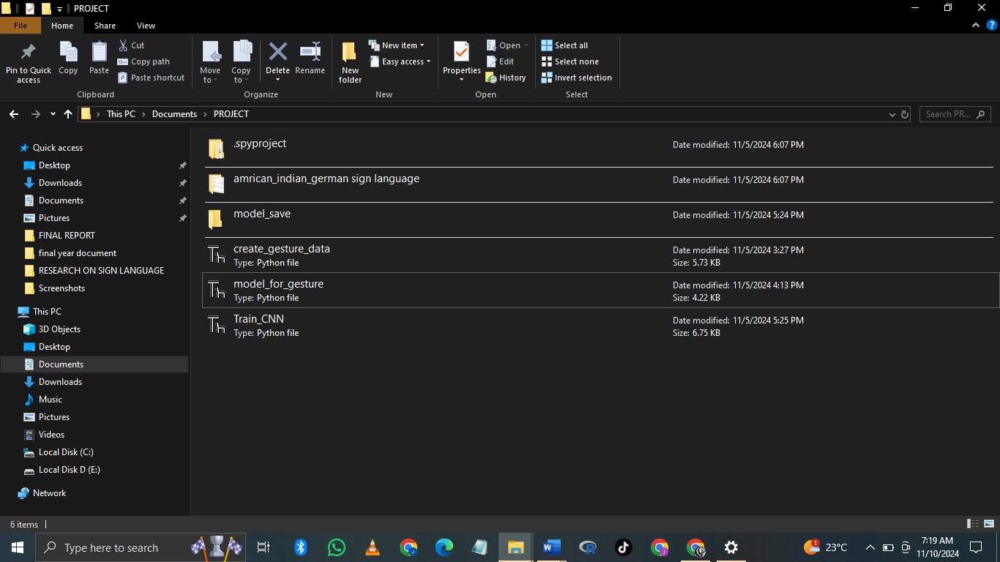 PROJECT
File Home Share View
Pin to Quick access
Copy
Paste
Cut
Copy path
Paste shortcut
Clipboard
Move to
Copy to
Delete
Rename
Organize
New folder
New item
Easy access
New
Properties
Open
Edit
History
Open
Select all
Select none
Invert selection
Select
This PC › Documents › PROJECT
Search PR...
Quick access
Desktop
Downloads
Documents
Pictures
FINAL REPORT
final year document
RESEARCH ON SIGN LANGUAGE
Screenshots
This PC
3D Objects
Desktop
Documents
Downloads
Music
Pictures
Videos
Local Disk (C:)
Local Disk D (E:)
Network
.spyproject Date modified: 11/5/2024 6:07 PM
amrican_indian_german sign language Date modified: 11/5/2024 6:07 PM
model_save Date modified: 11/5/2024 5:24 PM
create_gesture_data Date modified: 11/5/2024 3:27 PM
Type: Python file Size: 5.73 KB
model_for_gesture Date modified: 11/5/2024 4:13 PM
Type: Python file Size: 4.22 KB
Train_CNN Date modified: 11/5/2024 5:25 PM
Type: Python file Size: 6.75 KB
6 items
Type here to search
1
23°C
7:19 AM
11/10/2024